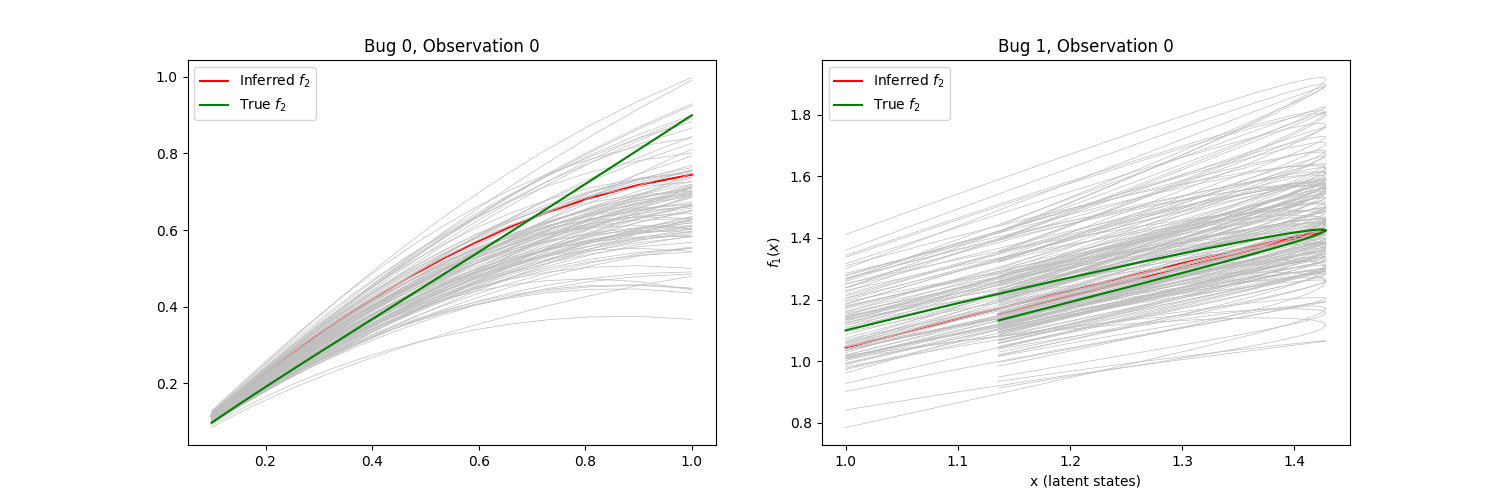 Bug 0, Observation 0
Inferred f₂
True f₂
1.0
0.8
0.6
0.4
0.2
0.2 0.4 0.6 0.8 1.0
Bug 1, Observation 0
Inferred f₂
True f₂
f₁(x)
1.8
1.6
1.4
1.2
1.0
0.8
1.0 1.1 1.2 1.3 1.4
x (latent states)